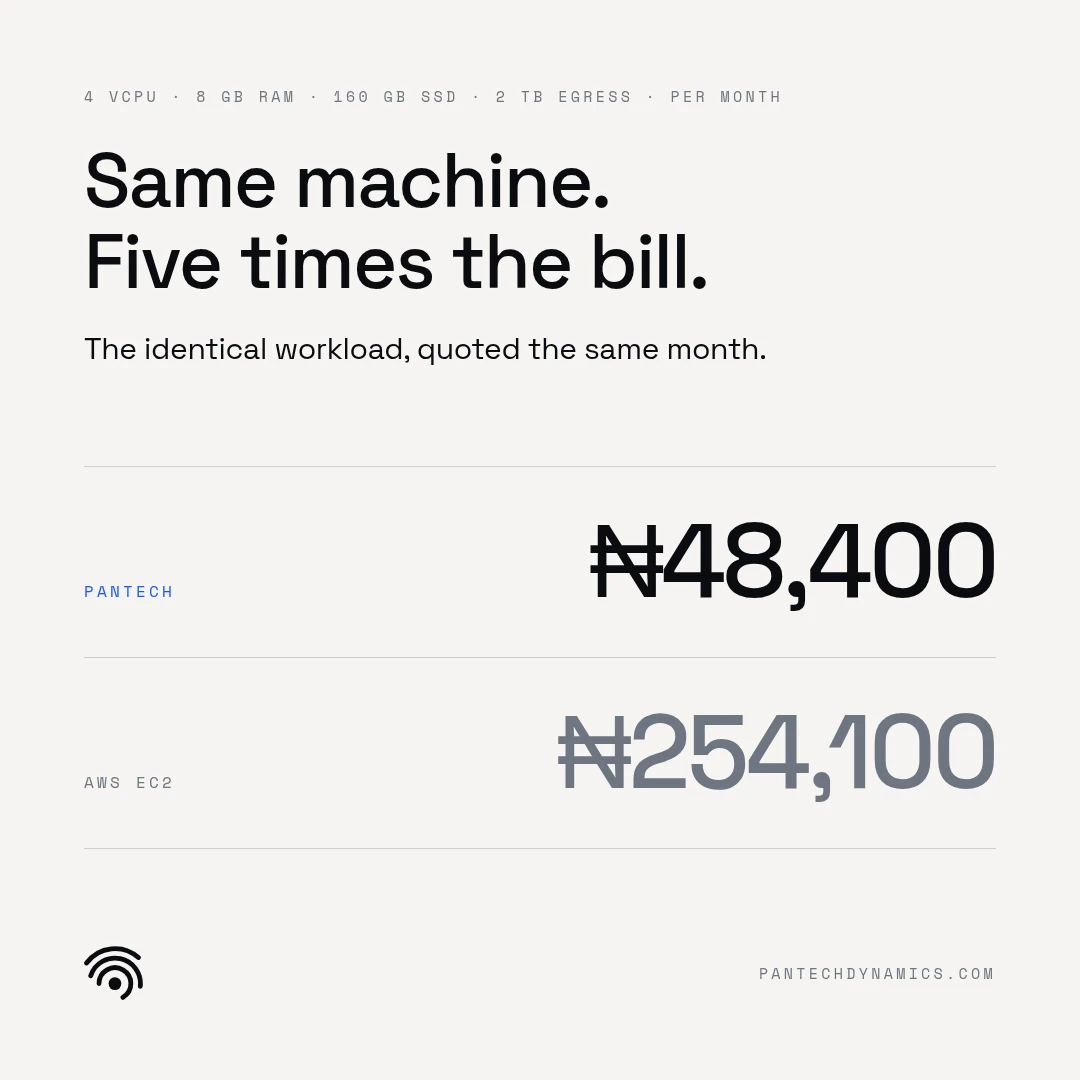 4 VCPU · 8 GB RAM · 160 GB SSD · 2 TB EGRESS · PER MONTH
Same machine.
Five times the bill.
The identical workload, quoted the same month.
PANTECH ₦48,400
AWS EC2 ₦254,100
PANTECHDYNAMICS.COM